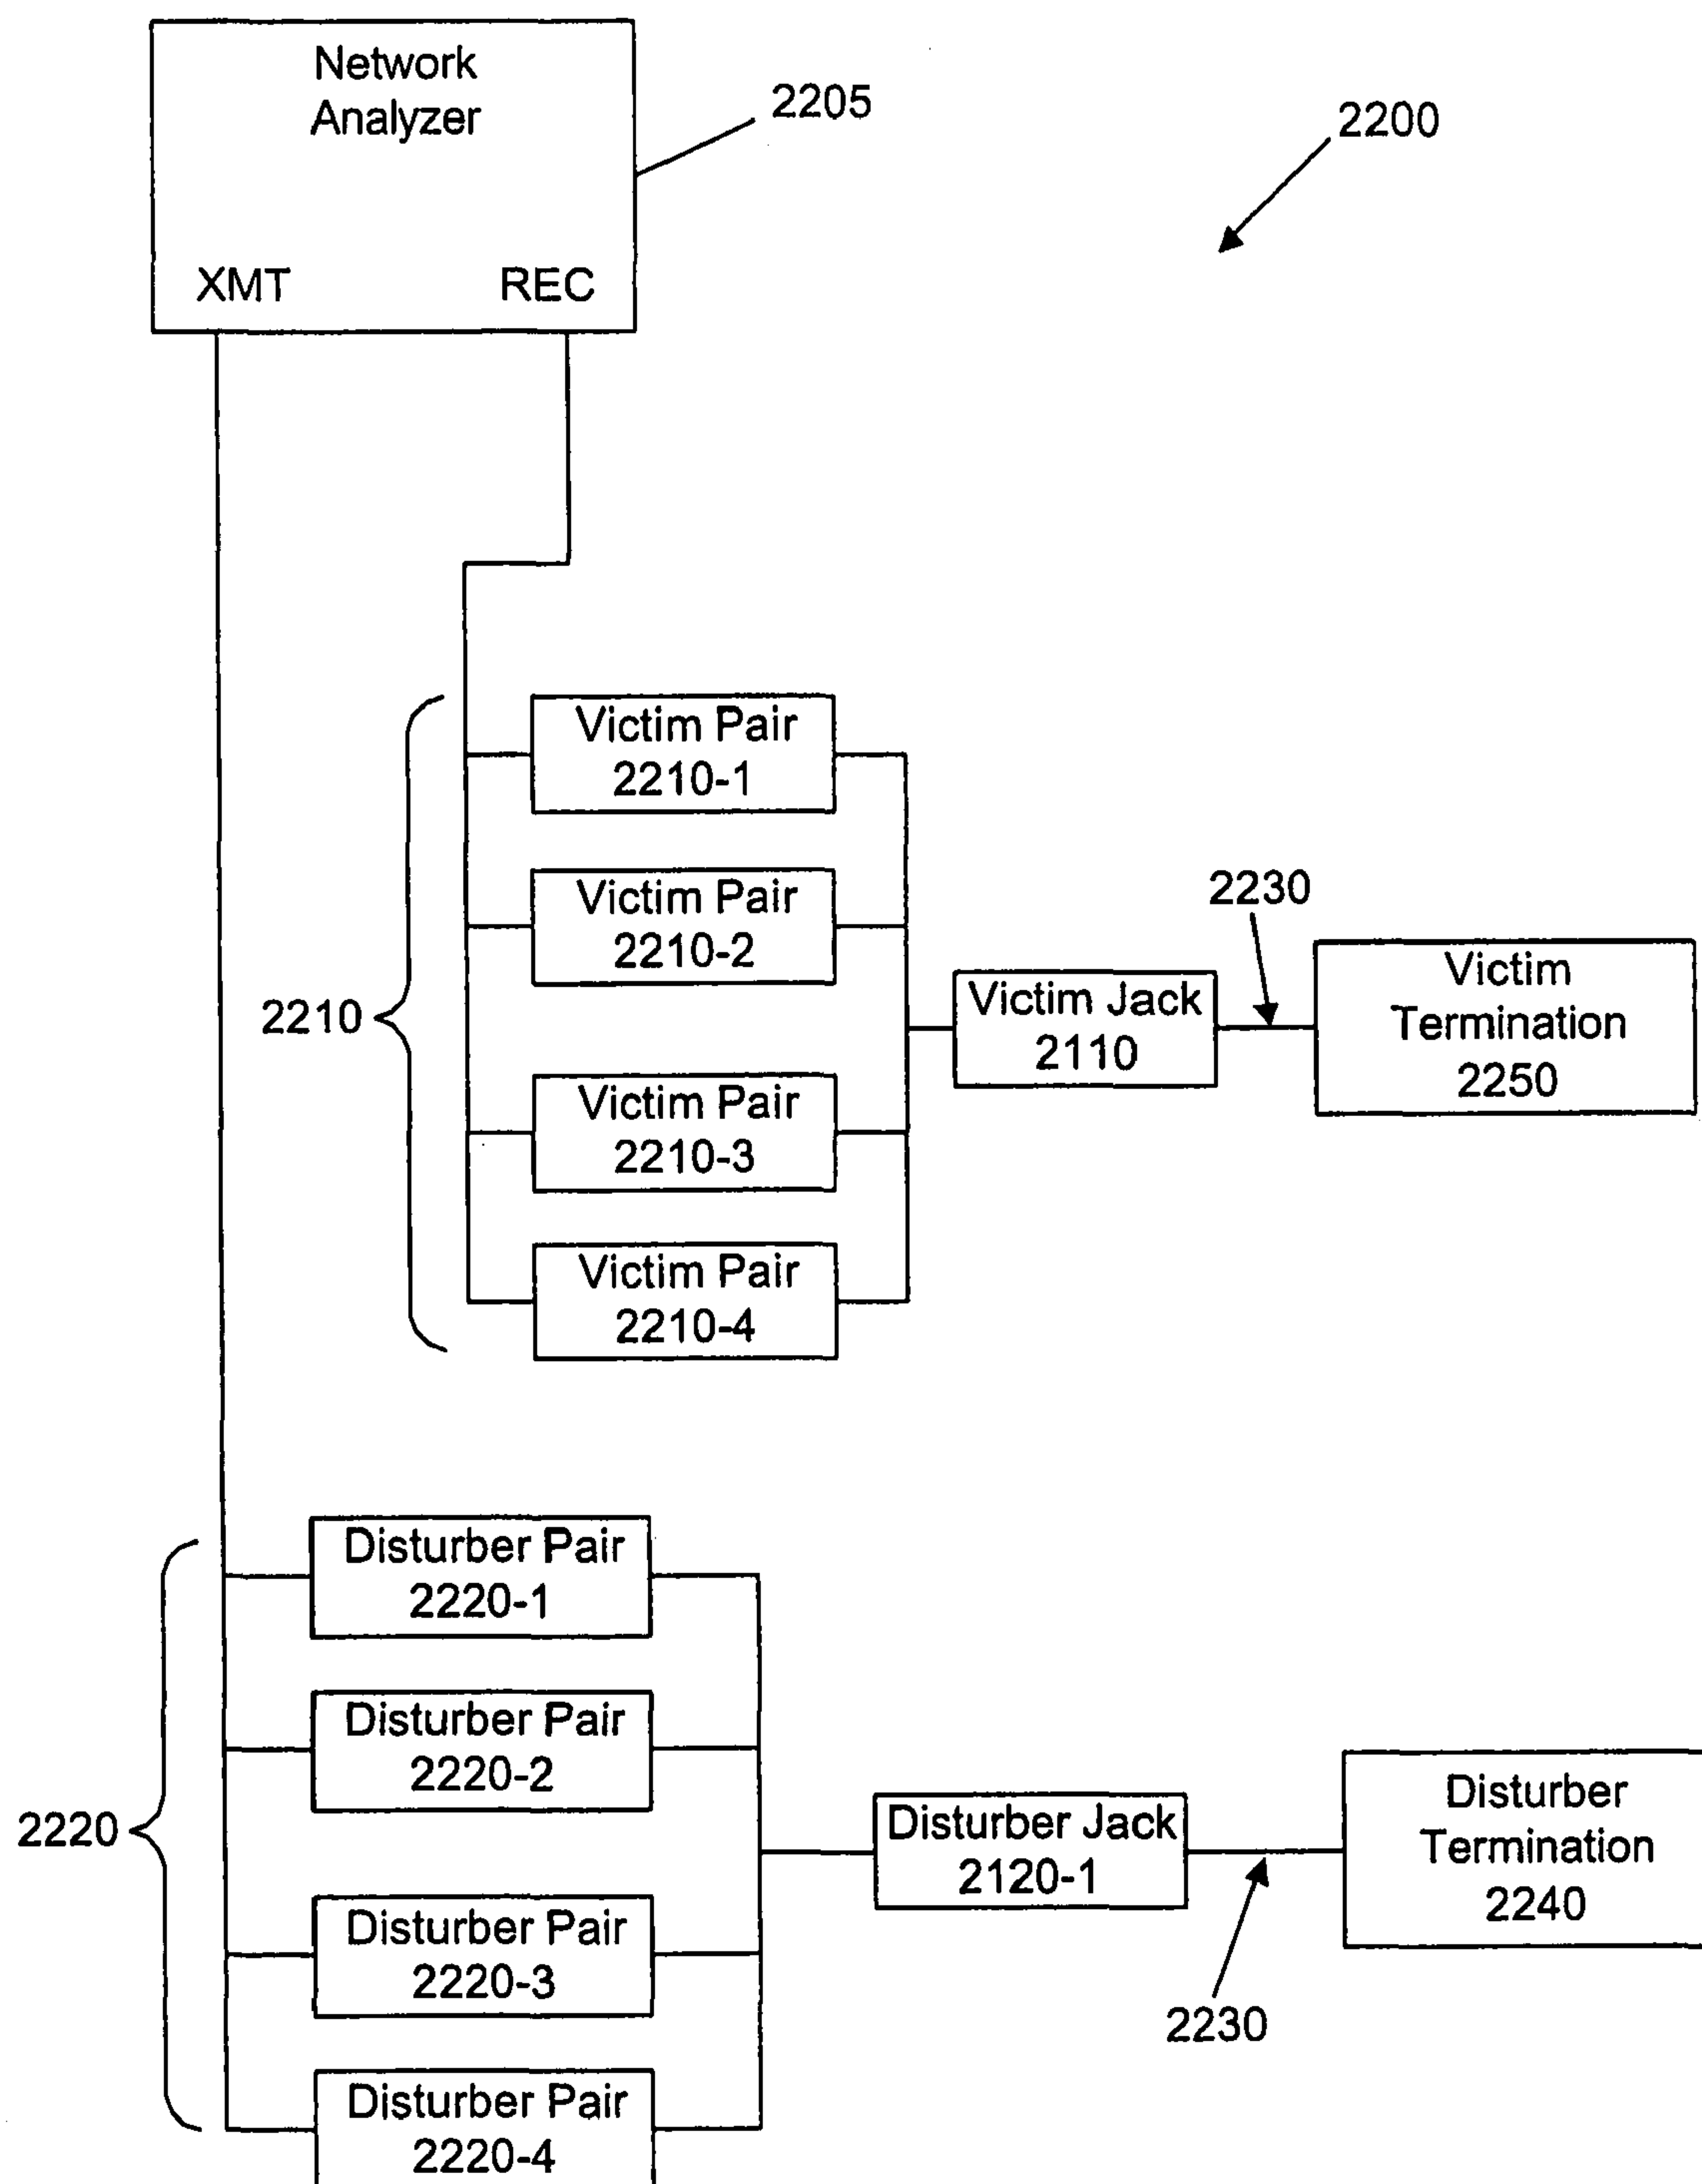 Network
Analyzer
XMT
REC
2205
2200
Victim Pair
2210-1
Victim Pair
2210-2
2210
Victim Pair
2210-3
Victim Pair
2210-4
Victim Jack
2110
2230
Victim
Termination
2250
Disturber Pair
2220-1
Disturber Pair
2220-2
2220
Disturber Pair
2220-3
Disturber Pair
2220-4
Disturber Jack
2120-1
2230
Disturber
Termination
2240